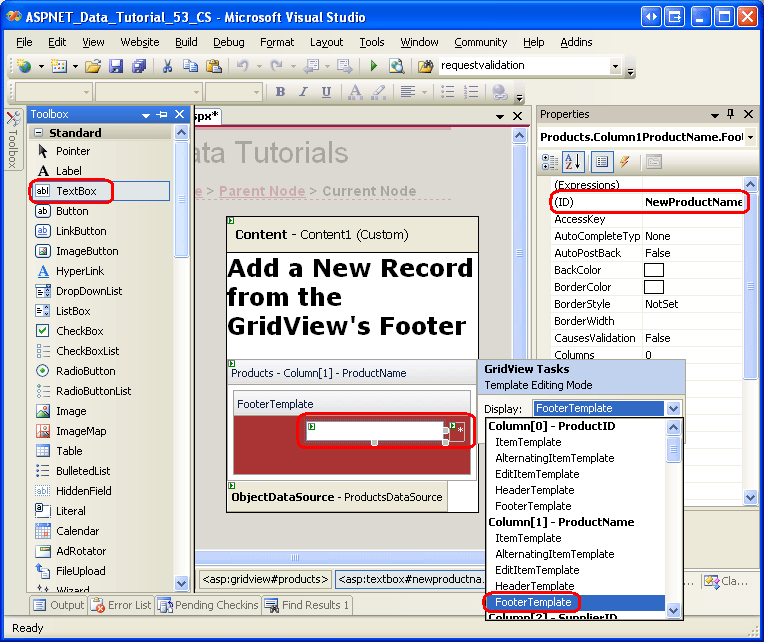 ASPNET_Data_Tutorial_53_CS - Microsoft Visual Studio
File Edit View Website Build Debug Format Layout Tools Window Community Help Addins
requestvalidation
B I U A
Toolbox
spx*
Properties
Toolbox
Standard
Pointer
Label
TextBox
Button
LinkButton
ImageButton
HyperLink
DropDownList
ListBox
CheckBox
CheckBoxList
RadioButton
RadioButtonList
Image
ImageMap
Table
BulletedList
HiddenField
Literal
Calendar
AdRotator
FileUpload
Wizard
ata Tutorials
e > Parent Node > Current Node
Content - Content1 (Custom)
Add a New Record
from the
GridView's Footer
Products - Column[1] - ProductName
FooterTemplate
*
ObjectDataSource - ProductsDataSource
<asp:gridview#products> <asp:textbox#newproductna...
Products.Column1ProductName.Foo
(Expressions)
(ID) NewProductName
AccessKey
AutoCompleteTyp None
AutoPostBack False
BackColor
BorderColor
BorderStyle NotSet
BorderWidth
CausesValidation False
Columns 0
GridView Tasks
Template Editing Mode
Display: FooterTemplate
Column[0] - ProductID
ItemTemplate
AlternatingItemTemplate
EditItemTemplate
HeaderTemplate
FooterTemplate
Column[1] - ProductName
ItemTemplate
AlternatingItemTemplate
EditItemTemplate
HeaderTemplate
FooterTemplate
Column[2] - SupplierID
... Cla...
Output Error List Pending Checkins Find Results 1
Ready